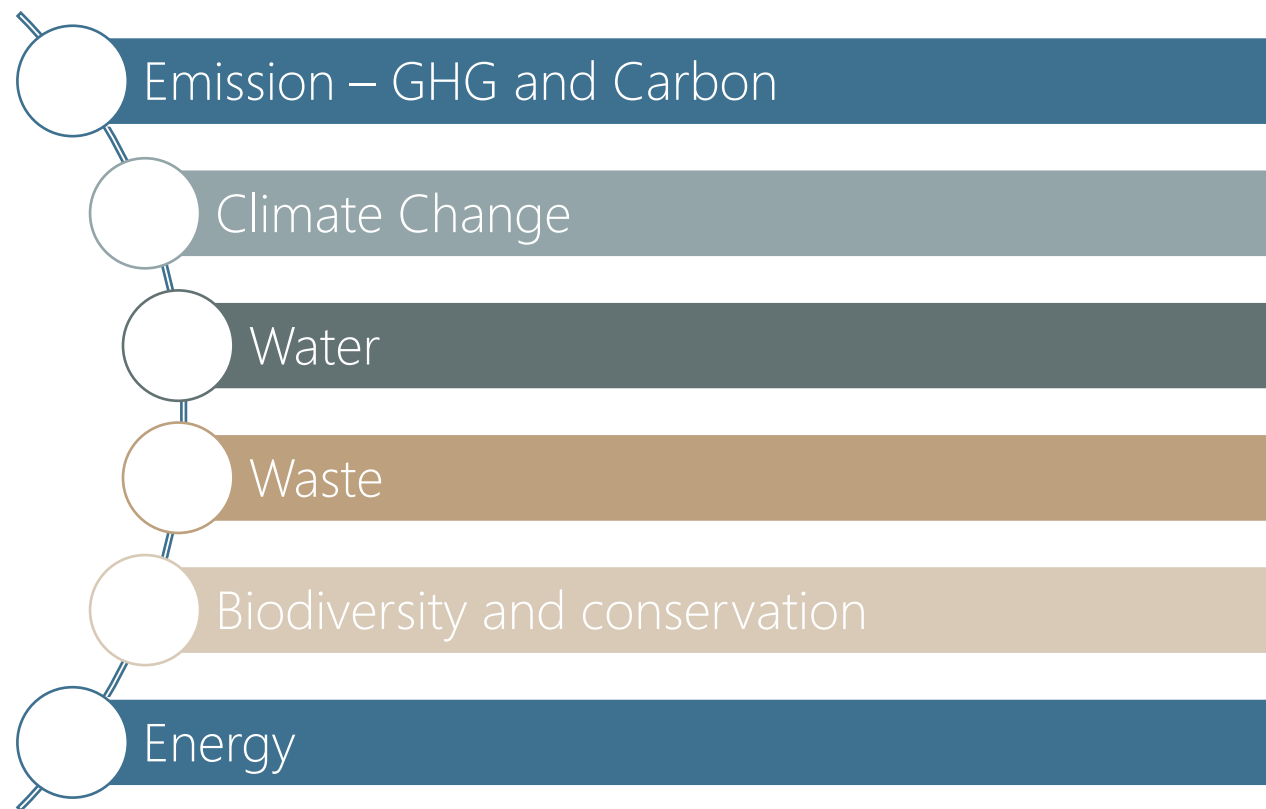 Emission – GHG and Carbon
Climate Change
Water
Waste
Biodiversity and conservation
Energy